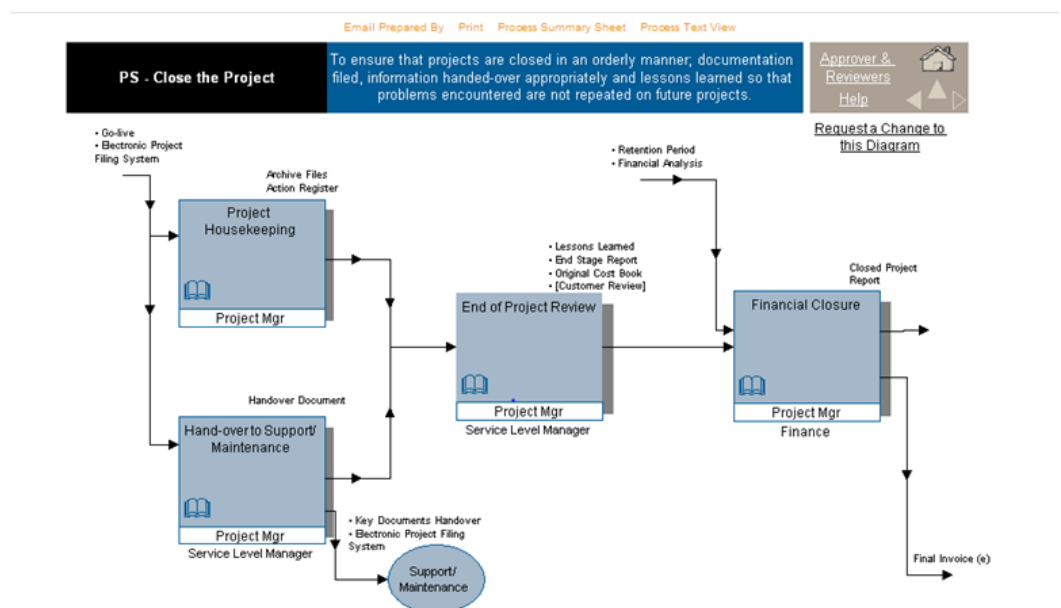 Email Prepared By Print Process Summary Sheet Process Text View
PS - Close the Project
To ensure that projects are closed in an orderly manner; documentation
filed, information handed-over appropriately and lessons learned so that
problems encountered are not repeated on future projects.
Approver &
Reviewers
Help
Request a Change to
this Diagram
• Go-live
• Electronic Project
Filing System
Archive Files
Action Register
Project
Housekeeping
Project Mgr
• Retention Period
• Financial Analysis
• Lessons Learned
• End Stage Report
• Original Cost Book
• [Customer Review]
End of Project Review
Project Mgr
Service Level Manager
Closed Project
Report
Financial Closure
Project Mgr
Finance
Handover Document
Hand-over to Support/
Maintenance
Project Mgr
Service Level Manager
• Key Documents Handover
• Electronic Project Filing
System
Support/
Maintenance
Final Invoice (e)